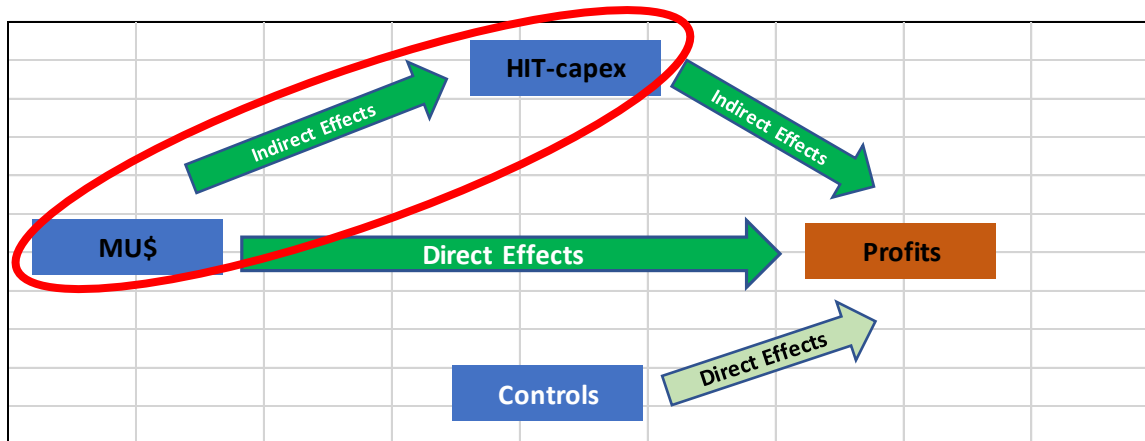 HIT-capex
Indirect Effects
Indirect Effects
MU$
Direct Effects
Profits
Direct Effects
Controls